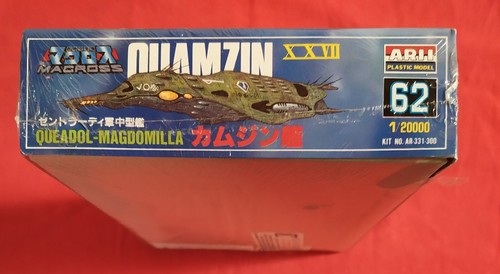 マクロス
MACROSS
QUAMZIN
XXVII
ARII
PLASTIC MODEL
62
1/20000
KIT NO. AR-331-300
ゼントラーディ軍中型艦
QUEADOL-MAGDOMILLA カムジン艦